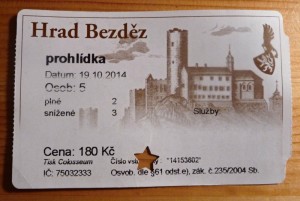 Hrad Bezděz
prohlídka
Datum: 19.10.2014
Osob: 5
plné 2
snížené 3
Služby
Cena: 180 Kč
Tisk Colosseum Číslo vstupenky "14153602"
IČ: 75032333 Osvob. dle §61 odst.e), zák. č.235/2004 Sb.